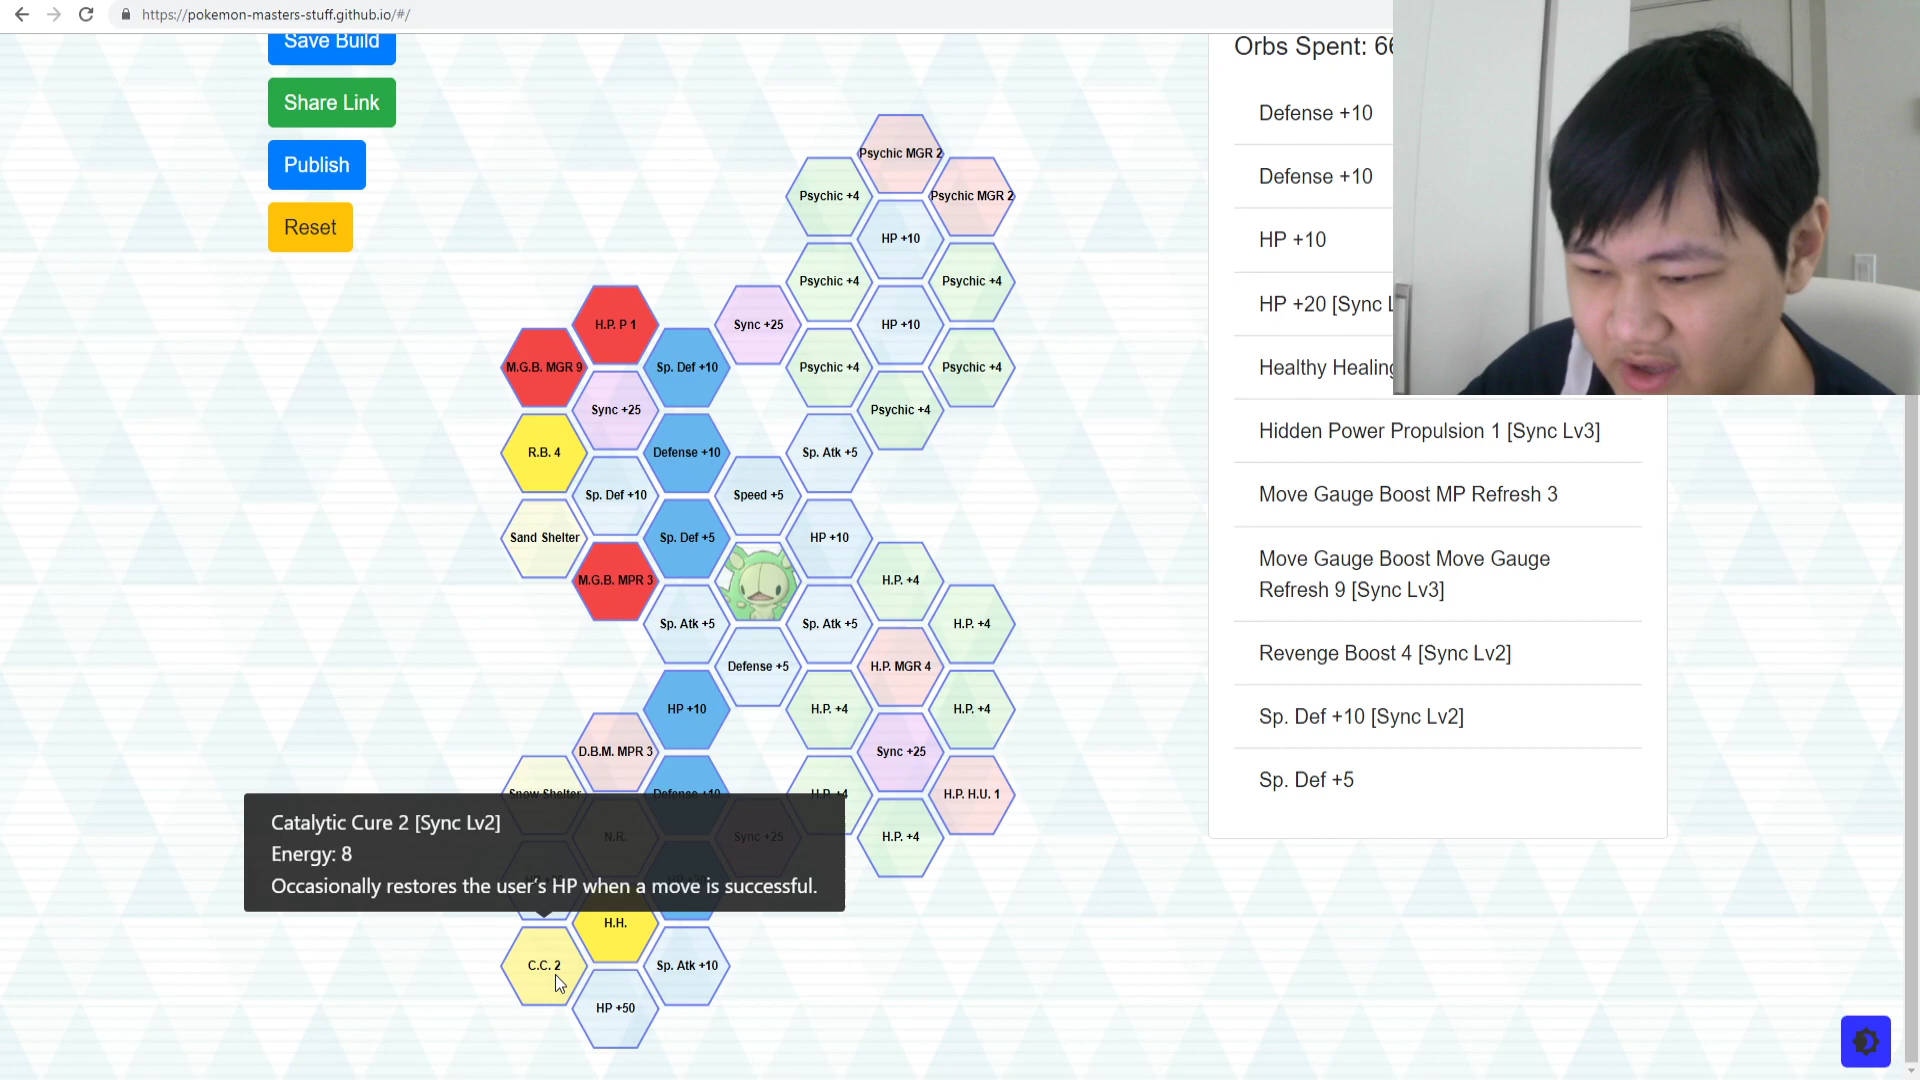 https://pokemon-masters-stuff.github.io/#/
Save Build
Share Link
Publish
Reset
Psychic MGR 2
Psychic +4
Psychic MGR 2
HP +10
Psychic +4
Psychic +4
H.P. P 1
Sync +25
HP +10
M.G.B. MGR 9
Sp. Def +10
Psychic +4
Psychic +4
Sync +25
Psychic +4
R.B. 4
Defense +10
Sp. Atk +5
Sp. Def +10
Speed +5
Sand Shelter
Sp. Def +5
HP +10
M.G.B. MPR 3
H.P. +4
Sp. Atk +5
Sp. Atk +5
H.P. +4
Defense +5
H.P. MGR 4
HP +10
H.P. +4
H.P. +4
D.B.M. MPR 3
Sync +25
Snow Shelter
Defense +10
H.P. +4
H.P. H.U. 1
N.R.
Sync +25
H.P. +4
Catalytic Cure 2 [Sync Lv2]
Energy: 8
Occasionally restores the user's HP when a move is successful.
H.H.
C.C. 2
Sp. Atk +10
HP +50
Orbs Spent:
Defense +10
Defense +10
HP +10
HP +20 [Sync
Healthy Healing
Hidden Power Propulsion 1 [Sync Lv3]
Move Gauge Boost MP Refresh 3
Move Gauge Boost Move Gauge
Refresh 9 [Sync Lv3]
Revenge Boost 4 [Sync Lv2]
Sp. Def +10 [Sync Lv2]
Sp. Def +5